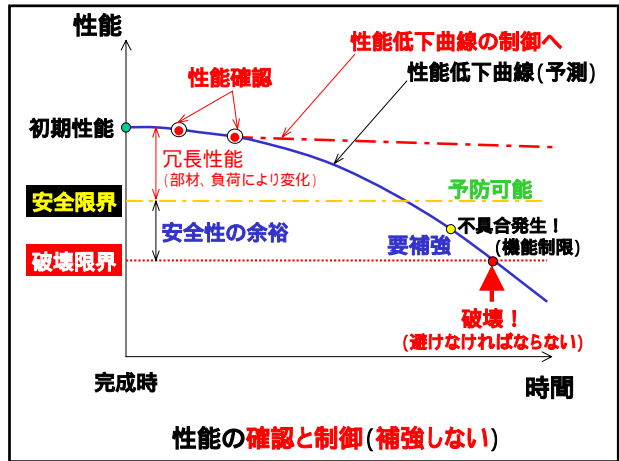 性能
性能低下曲線の制御へ
性能低下曲線(予測)
性能確認
初期性能
冗長性能
(部材、負荷により変化)
予防可能
安全限界
不具合発生！
(機能制限)
安全性の余裕
要補強
破壊限界
破壊！
(避けなければならない)
完成時
時間
性能の確認と制御(補強しない)